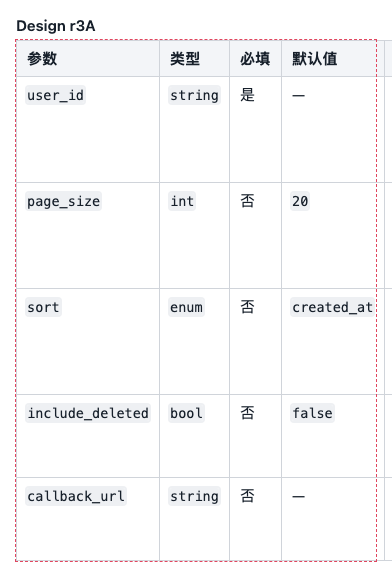 Design r3A
参数 类型 必填 默认值
user_id string 是 —
page_size int 否 20
sort enum 否 created_at
include_deleted bool 否 false
callback_url string 否 —